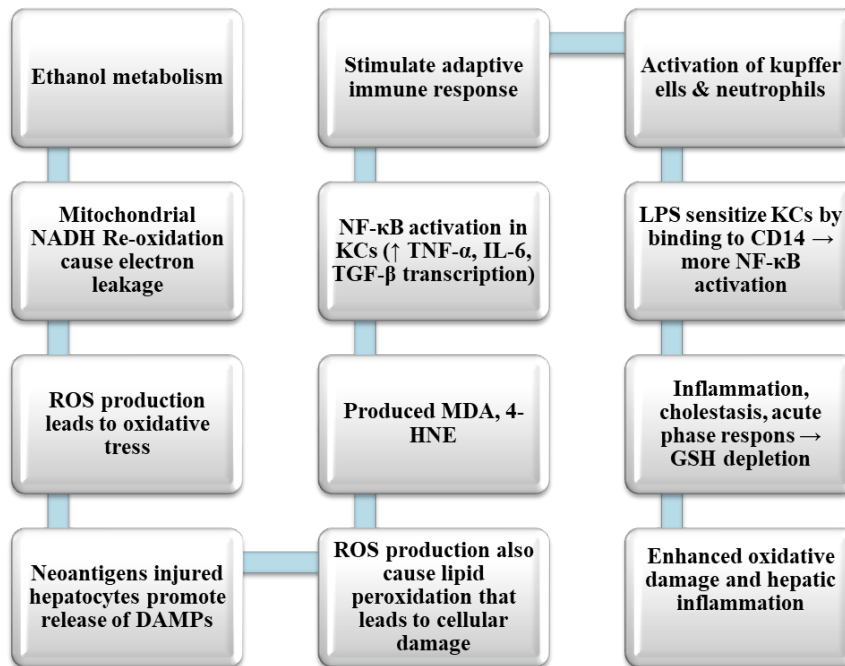 Ethanol metabolism
Mitochondrial
NADH Re-oxidation
cause electron
leakage
ROS production
leads to oxidative
tress
Neoantigens injured
hepatocytes promote
release of DAMPs
ROS production also
cause lipid
peroxidation that
leads to cellular
damage
Produced MDA, 4-
HNE
NF-κB activation in
KCs (↑ TNF-α, IL-6,
TGF-β transcription)
Stimulate adaptive
immune response
Activation of kupffer
ells & neutrophils
LPS sensitize KCs by
binding to CD14 →
more NF-κB
activation
Inflammation,
cholestasis, acute
phase respons →
GSH depletion
Enhanced oxidative
damage and hepatic
inflammation